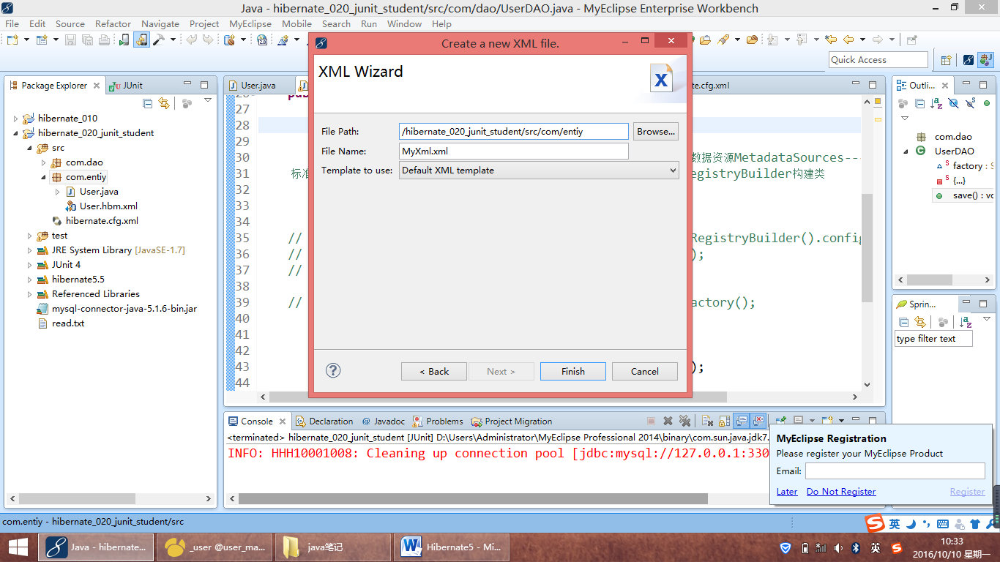 Java - hibernate_020_junit_student/src/com/dao/UserDAO.java - MyEclipse Enterprise Workbench
File Edit Source Refactor Navigate Project MyEclipse Mobile Search Run Window Help
Quick Access
Create a new XML file.
XML Wizard
File Path: /hibernate_020_junit_student/src/com/entiy Browse...
File Name: MyXml.xml
Template to use: Default XML template
< Back Next > Finish Cancel
Package Explorer JUnit
hibernate_010
hibernate_020_junit_student
src
com.dao
com.entiy
User.java
User.hbm.xml
hibernate.cfg.xml
test
JRE System Library [JavaSE-1.7]
JUnit 4
hibernate5.5
Referenced Libraries
mysql-connector-java-5.1.6-bin.jar
read.txt
User.java
te.cfg.xml
27
28
29
30 数据资源MetadataSources--
31 标准 egistryBuilder构建类
32
33
34
35 // RegistryBuilder().config
36 // );
37 //
38
39 // actory();
40
41
42
43 );
44
Outli...
com.dao
UserDAO
factory : S
{...}
save() : vo
Sprin...
type filter text
Console Declaration @ Javadoc Problems Project Migration
<terminated> hibernate_020_junit_student [JUnit] D:\Users\Administrator\MyEclipse Professional 2014\binary\com.sun.java.jdk7.
INFO: HHH10001008: Cleaning up connection pool [jdbc:mysql://127.0.0.1:330
MyEclipse Registration
Please register your MyEclipse Product
Email:
Later Do Not Register Register
com.entiy - hibernate_020_junit_student/src
英
Java - hibernate... _user @user_ma... java笔记 Hibernate5 - Mi...
英
10:33
2016/10/10 星期一